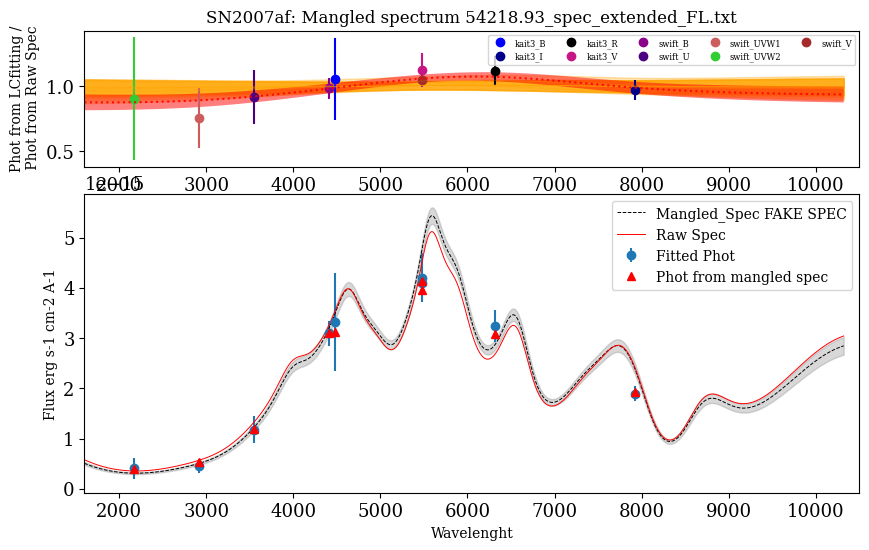 SN2007af: Mangled spectrum 54218.93_spec_extended_FL.txt
Phot from LCfitting /
Phot from Raw Spec
1.0
0.5
kait3_B kait3_R swift_B swift_UVW1 swift_V
kait3_I kait3_V swift_U swift_UVW2
2000 3000 4000 5000 6000 7000 8000 9000 10000
1e−15
Flux erg s-1 cm-2 A-1
5
4
3
2
1
0
Mangled_Spec FAKE SPEC
Raw Spec
Fitted Phot
Phot from mangled spec
2000 3000 4000 5000 6000 7000 8000 9000 10000
Wavelenght